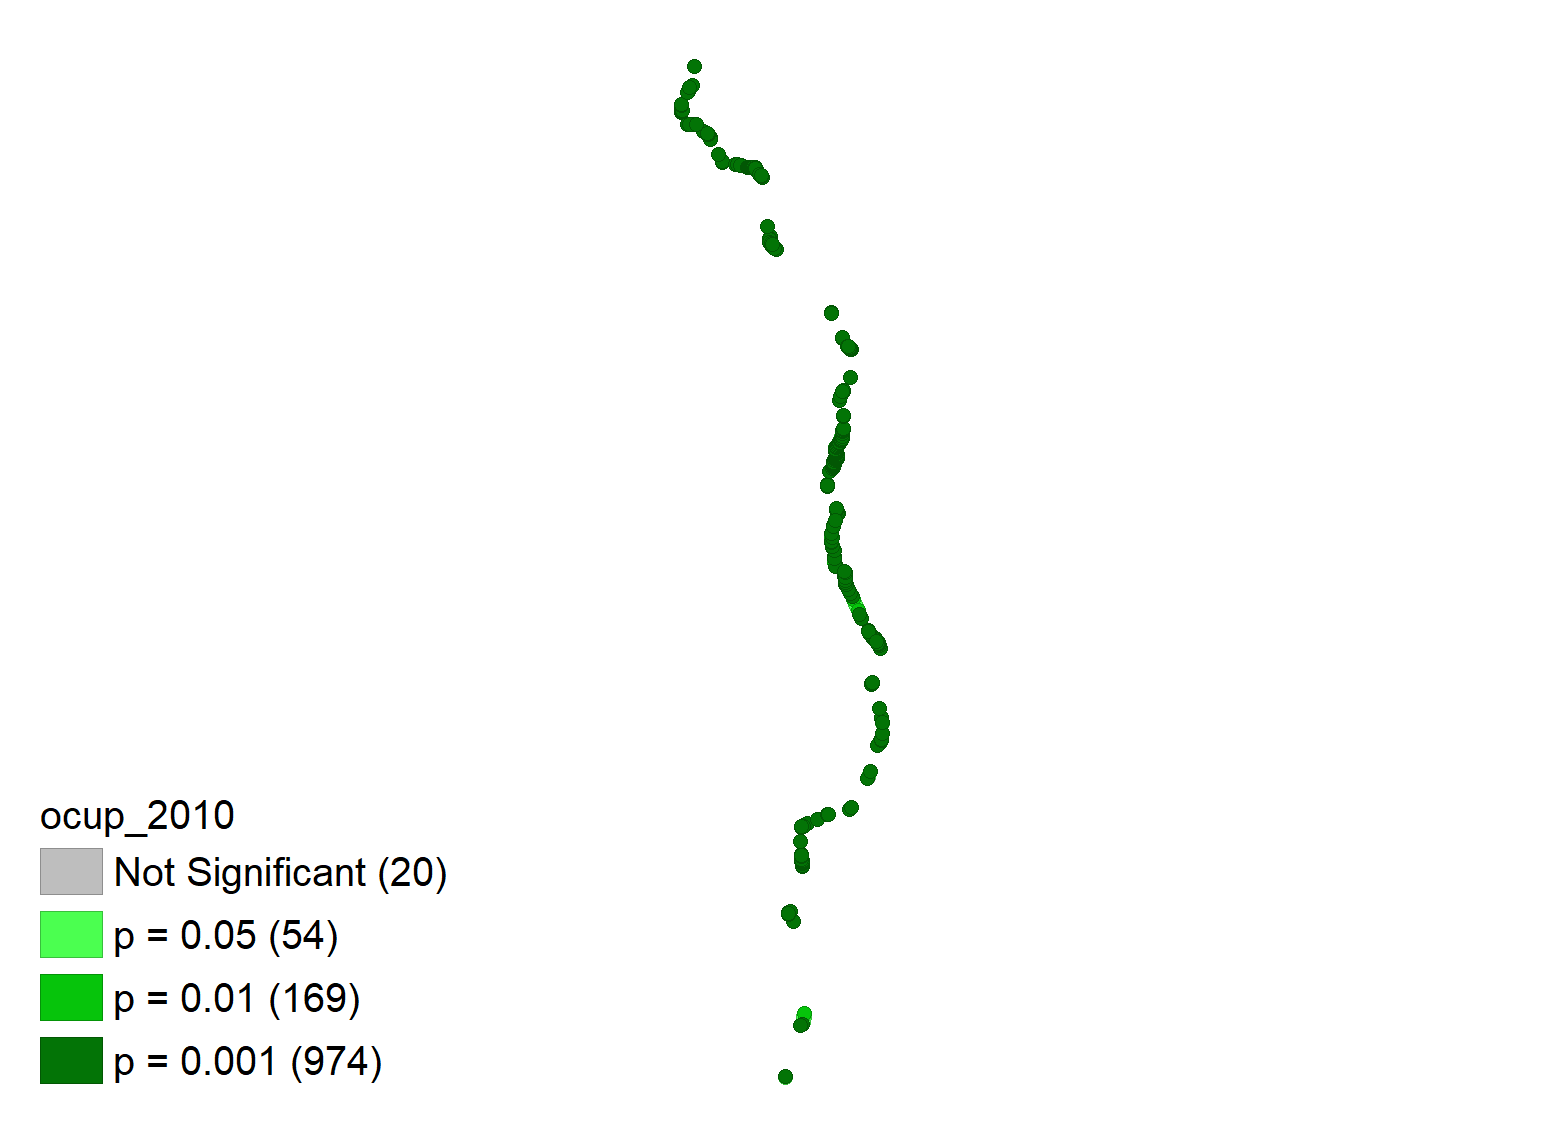 ocup_2010
Not Significant (20)
p = 0.05 (54)
p = 0.01 (169)
p = 0.001 (974)